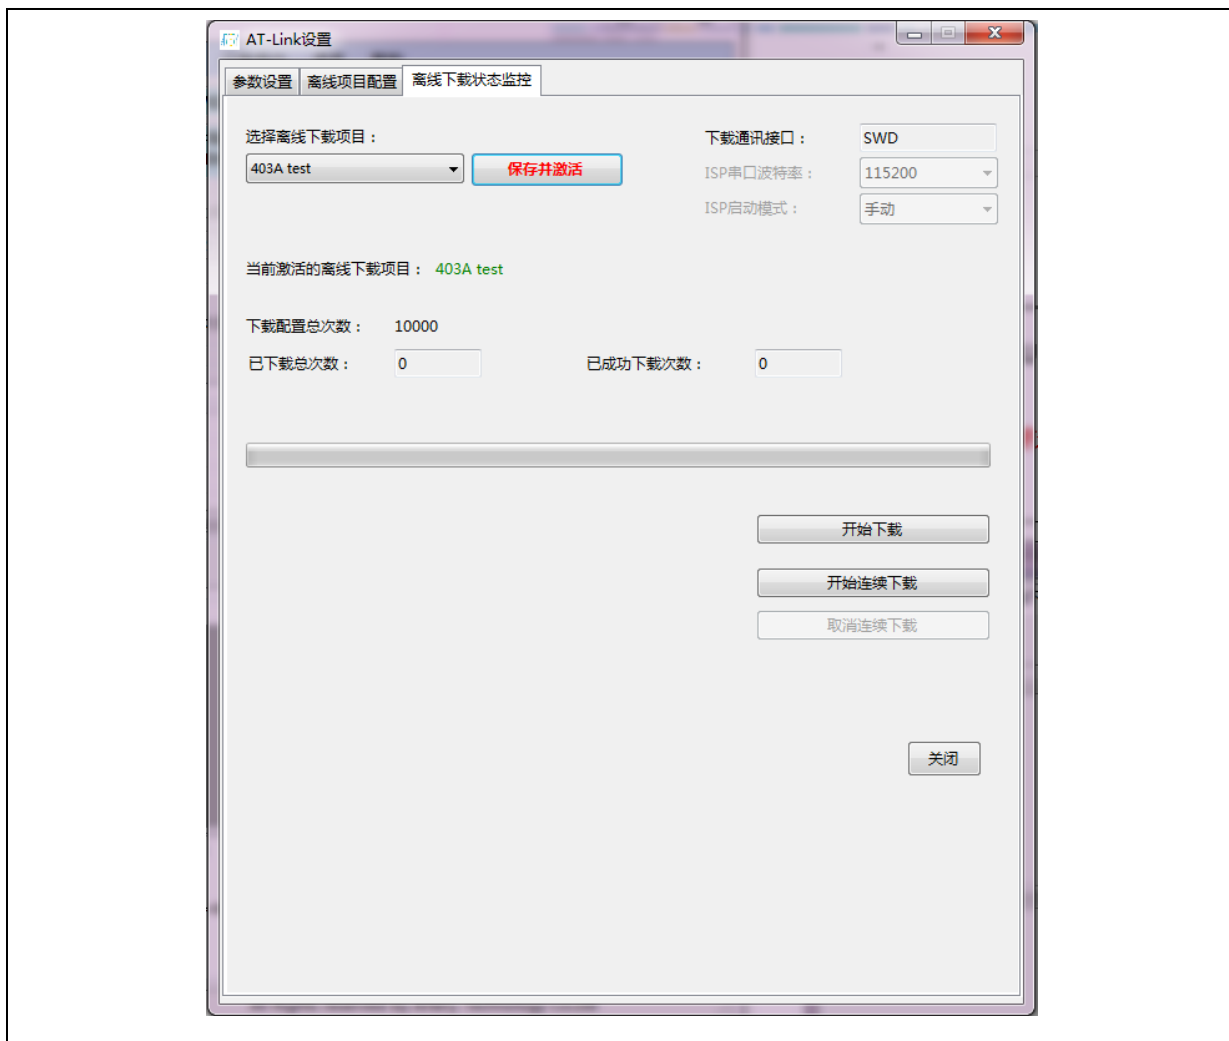 AT-Link设置
参数设置 离线项目配置 离线下载状态监控
选择离线下载项目：
403A test 保存并激活
下载通讯接口： SWD
ISP串口波特率： 115200
ISP启动模式： 手动
当前激活的离线下载项目： 403A test
下载配置总次数： 10000
已下载总次数： 0 已成功下载次数： 0
开始下载
开始连续下载
取消连续下载
关闭